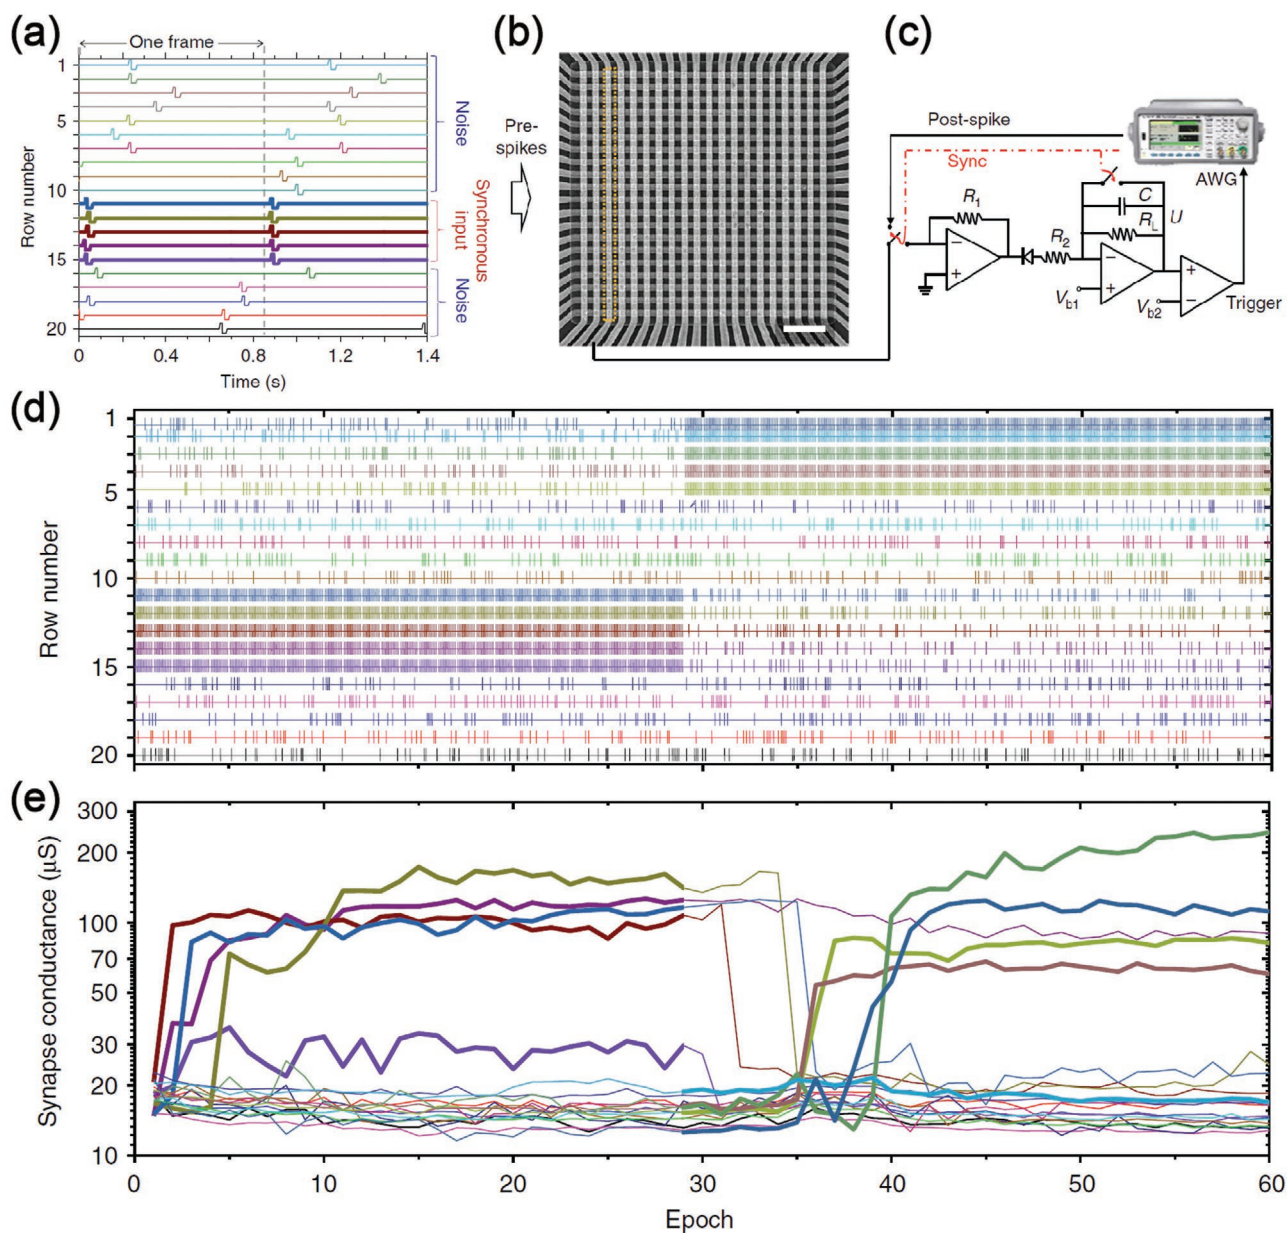 (a)
One frame
1
5
10
15
20
Row number
0
0.4
0.8
1.2
1.4
Time (s)
Noise
Synchronous
input
Noise
Pre-
spikes
(b)
(c)
Post-spike
Sync
AWG
R1
C
U
RL
R2
Vb1
Vb2
Trigger
(d)
1
5
10
15
20
Row number
(e)
300
200
100
70
50
30
20
10
Synapse conductance (µS)
0
10
20
30
40
50
60
Epoch